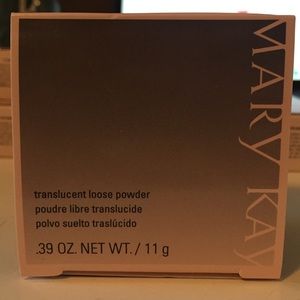 MARY KAY
translucent loose powder
poudre libre translucide
polvo suelto traslúcido
.39 OZ. NET WT. / 11 g